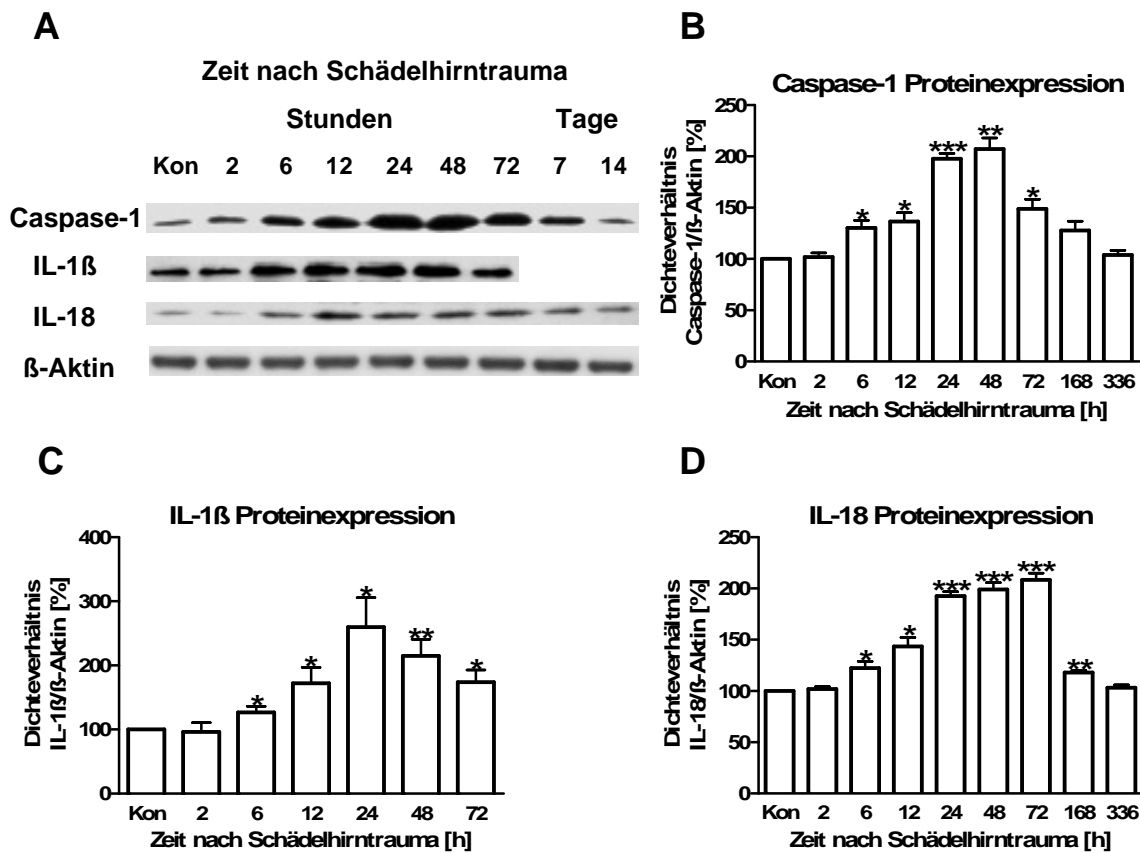 A
Zeit nach Schädelhirntrauma
Stunden Tage
Kon 2 6 12 24 48 72 7 14
Caspase-1
IL-1ß
IL-18
ß-Aktin
B
Caspase-1 Proteinexpression
Dichteverhältnis
Caspase-1/ß-Aktin [%]
250
200
150
100
50
0
* * *** ** *
Kon 2 6 12 24 48 72 168 336
Zeit nach Schädelhirntrauma [h]
C
IL-1ß Proteinexpression
Dichteverhältnis
IL-1ß/ß-Aktin [%]
400
300
200
100
0
* * * ** *
Kon 2 6 12 24 48 72
Zeit nach Schädelhirntrauma [h]
D
IL-18 Proteinexpression
Dichteverhältnis
IL-18/ß-Aktin [%]
250
200
150
100
50
0
* * *** *** *** **
Kon 2 6 12 24 48 72 168 336
Zeit nach Schädelhirntrauma [h]